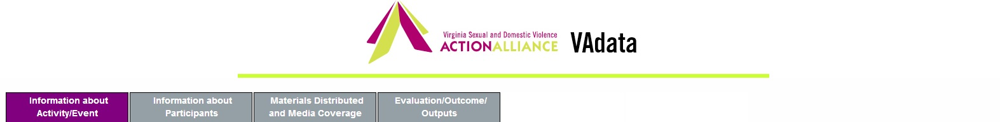 Virginia Sexual and Domestic Violence
ACTIONALLIANCE
VAdata
Information about
Activity/Event
Information about
Participants
Materials Distributed
and Media Coverage
Evaluation/Outcome/
Outputs